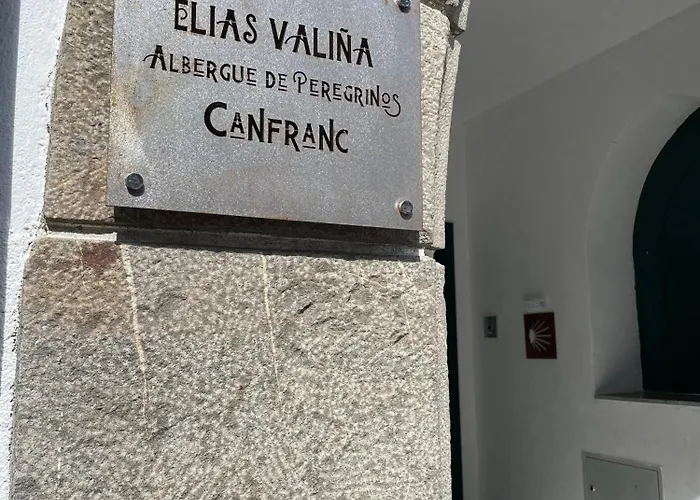 ELIAS VALIÑA
ALBERGUE DE PEREGRINOS
CANFRANC